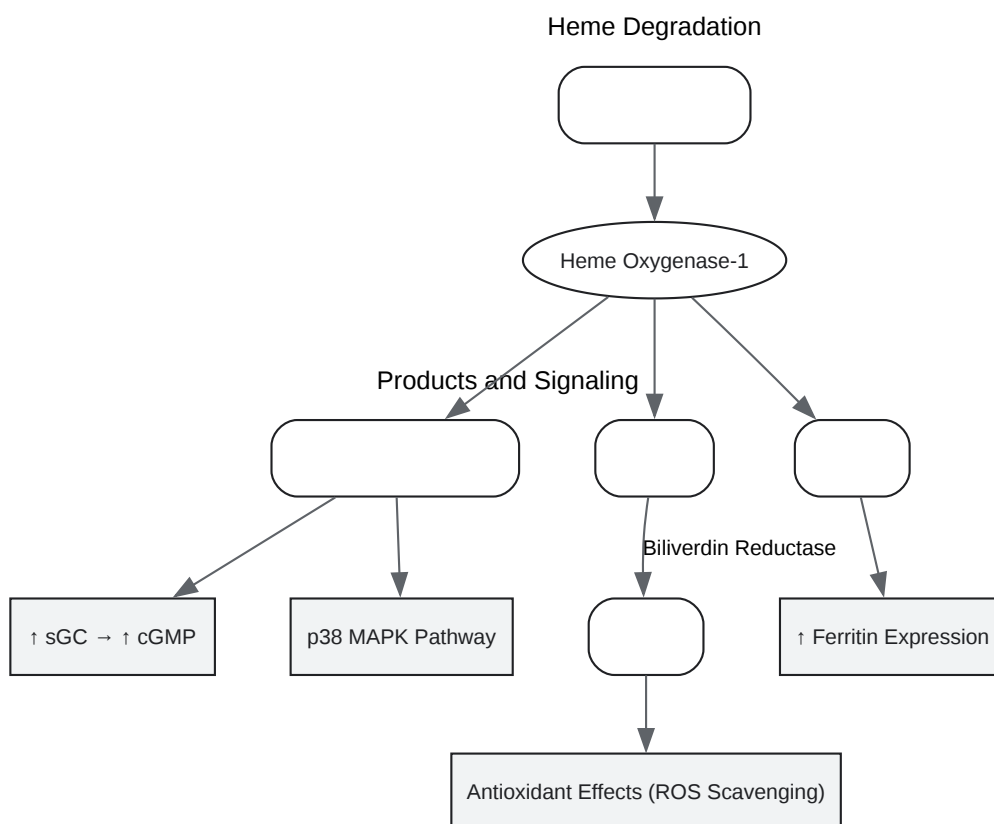 Heme Degradation
Heme Oxygenase-1
Products and Signaling
Biliverdin Reductase
↑ sGC → ↑ cGMP
p38 MAPK Pathway
↑ Ferritin Expression
Antioxidant Effects (ROS Scavenging)